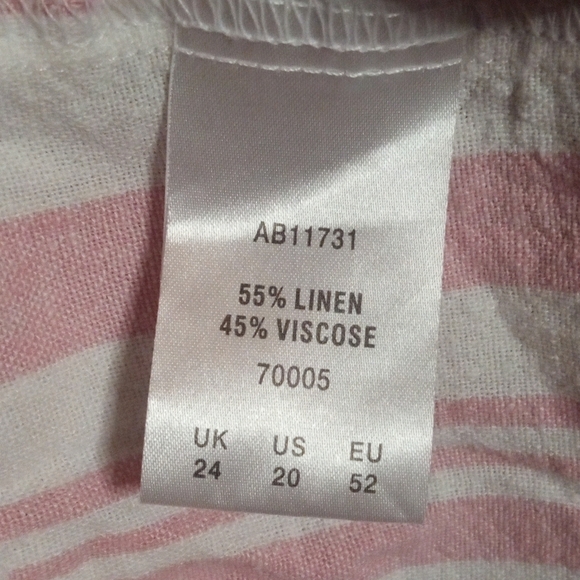 AB11731
55% LINEN
45% VISCOSE
70005
UK US EU
24 20 52